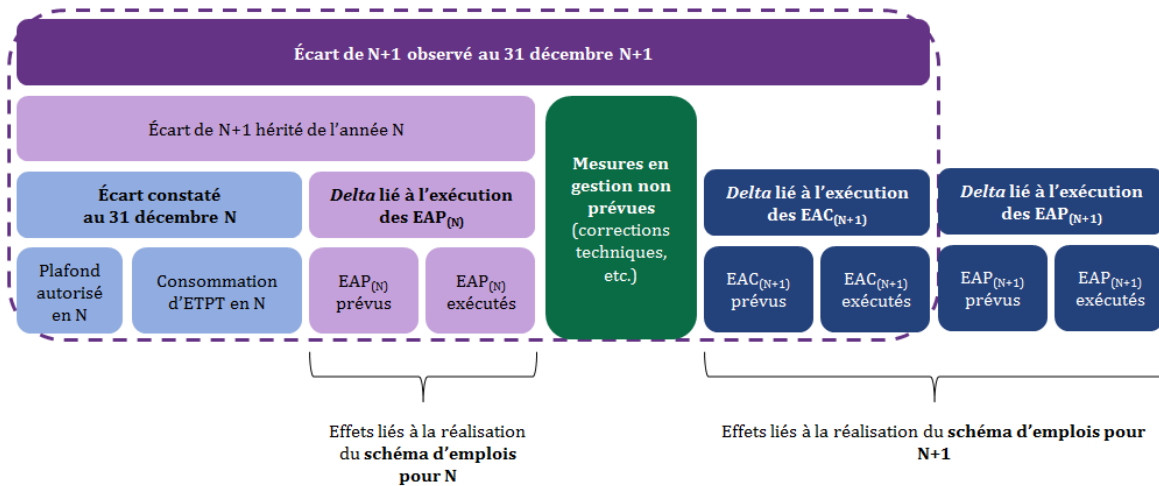 Écart de N+1 observé au 31 décembre N+1
Écart de N+1 hérité de l'année N
Mesures en
gestion non
prévues
(corrections
techniques,
etc.)
Écart constaté
au 31 décembre N
Delta lié à l'exécution
des EAP(N)
Delta lié à l'exécution
des EAC(N+1)
Delta lié à l'exécution
des EAP(N+1)
Plafond
autorisé
en N
Consommation
d'ETPT en N
EAP(N)
prévus
EAP(N)
exécutés
EAC(N+1)
prévus
EAC(N+1)
exécutés
EAP(N+1)
prévus
EAP(N+1)
exécutés
Effets liés à la réalisation
du schéma d'emplois
pour N
Effets liés à la réalisation du schéma d'emplois pour
N+1